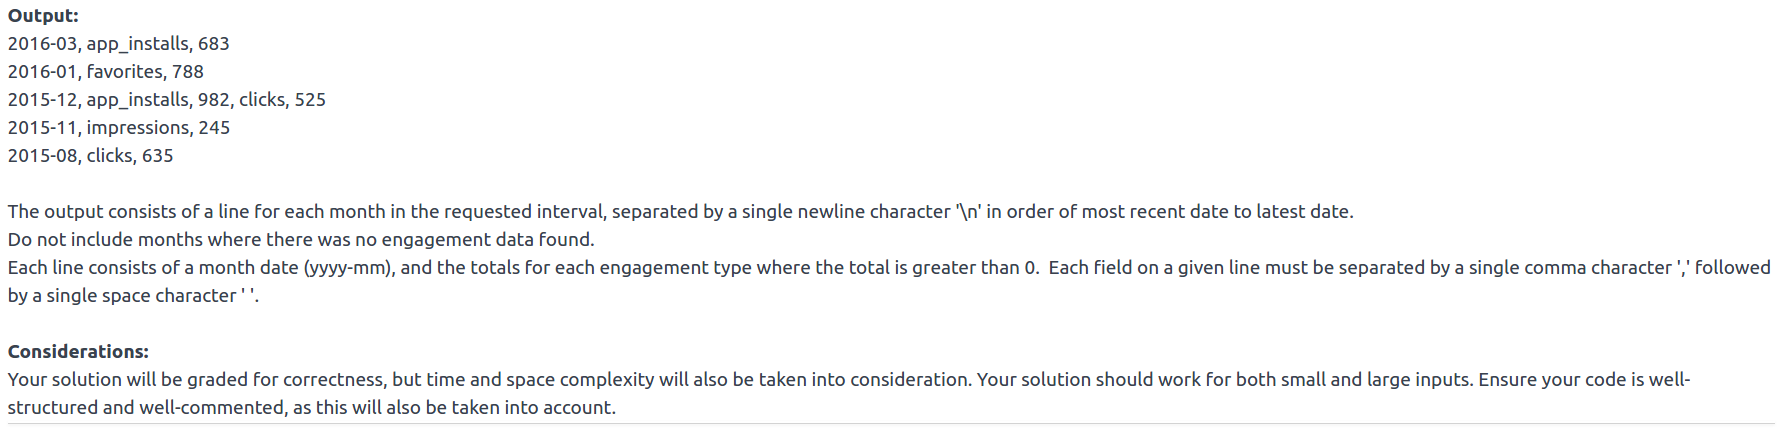 Output:
2016-03, app_installs, 683
2016-01, favorites, 788
2015-12, app_installs, 982, clicks, 525
2015-11, impressions, 245
2015-08, clicks, 635
The output consists of a line for each month in the requested interval, separated by a single newline character '\n' in order of most recent date to latest date.
Do not include months where there was no engagement data found.
Each line consists of a month date (yyyy-mm), and the totals for each engagement type where the total is greater than 0.  Each field on a given line must be separated by a single comma character ',' followed
by a single space character ' '.
Considerations:
Your solution will be graded for correctness, but time and space complexity will also be taken into consideration. Your solution should work for both small and large inputs. Ensure your code is well-
structured and well-commented, as this will also be taken into account.